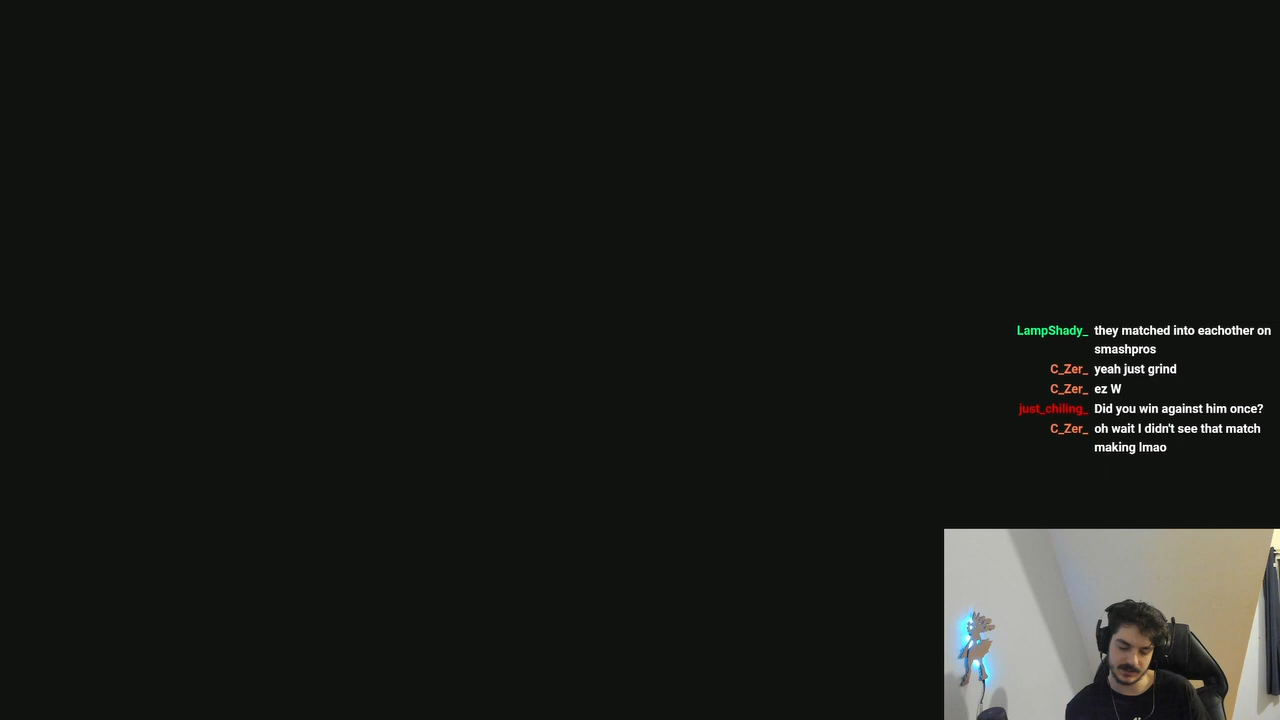 LampShady_ they matched into eachother on
smashpros
C_Zer_ yeah just grind
C_Zer_ ez W
just_chiling_ Did you win against him once?
C_Zer_ oh wait I didn't see that match
making lmao